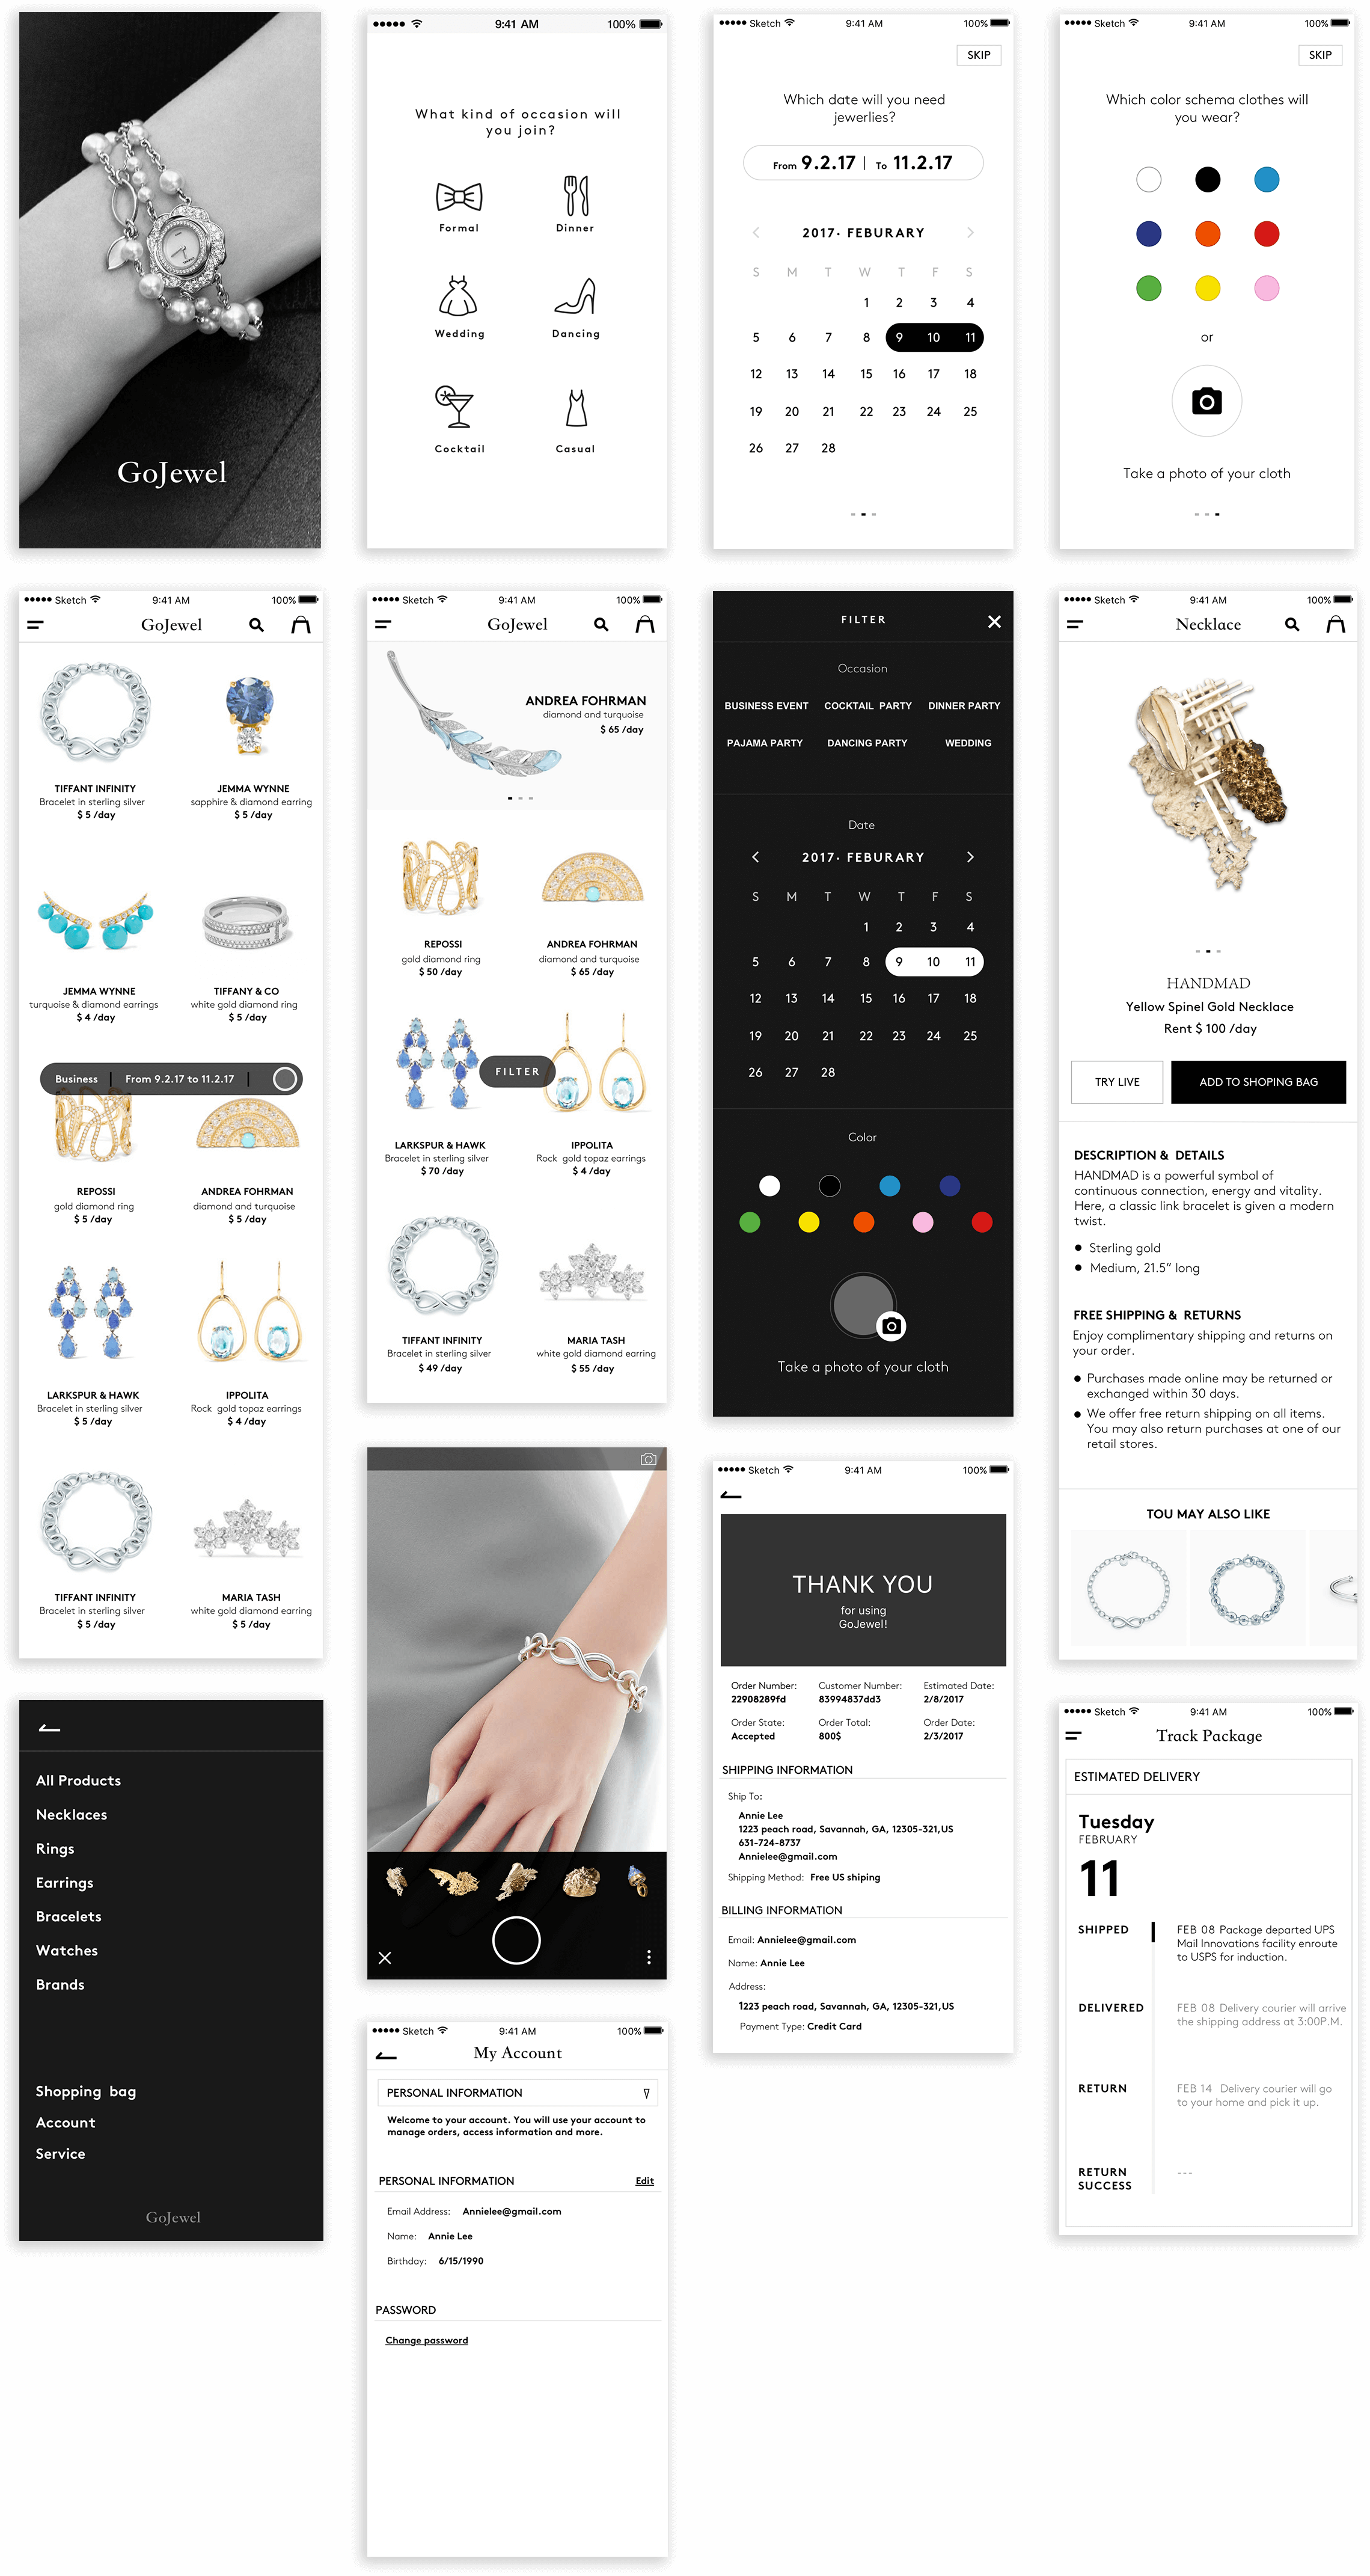 GoJewel
9:41 AM
100%
What kind of occasion will
you join?
Formal
Dinner
Wedding
Dancing
Cocktail
Casual
Sketch
9:41 AM
100%
SKIP
Which date will you need
jewerlies?
From 9.2.17 | To 11.2.17
2017· FEBURARY
S M T W T F S
1 2 3 4
5 6 7 8 9 10 11
12 13 14 15 16 17 18
19 20 21 22 23 24 25
26 27 28
Sketch
9:41 AM
100%
SKIP
Which color schema clothes will
you wear?
or
Take a photo of your cloth
Sketch
9:41 AM
100%
GoJewel
TIFFANT INFINITY
Bracelet in sterling silver
$ 5 /day
JEMMA WYNNE
sapphire & diamond earring
$ 5 /day
JEMMA WYNNE
turquoise & diamond earrings
$ 4 /day
TIFFANY & CO
white gold diamond ring
$ 5 /day
Business | From 9.2.17 to 11.2.17 |
REPOSSI
gold diamond ring
$ 5 /day
ANDREA FOHRMAN
diamond and turquoise
$ 5 /day
LARKSPUR & HAWK
Bracelet in sterling silver
$ 5 /day
IPPOLITA
Rock gold topaz earrings
$ 4 /day
TIFFANT INFINITY
Bracelet in sterling silver
$ 5 /day
MARIA TASH
white gold diamond earring
$ 5 /day
Sketch
9:41 AM
100%
GoJewel
ANDREA FOHRMAN
diamond and turquoise
$ 65 /day
REPOSSI
gold diamond ring
$ 50 /day
ANDREA FOHRMAN
diamond and turquoise
$ 65 /day
FILTER
LARKSPUR & HAWK
Bracelet in sterling silver
$ 70 /day
IPPOLITA
Rock gold topaz earrings
$ 4 /day
TIFFANT INFINITY
Bracelet in sterling silver
$ 49 /day
MARIA TASH
white gold diamond earring
$ 55 /day
FILTER
Occasion
BUSINESS EVENT
COCKTAIL PARTY
DINNER PARTY
PAJAMA PARTY
DANCING PARTY
WEDDING
Date
2017· FEBURARY
S M T W T F S
1 2 3 4
5 6 7 8 9 10 11
12 13 14 15 16 17 18
19 20 21 22 23 24 25
26 27 28
Color
Take a photo of your cloth
Sketch
9:41 AM
100%
Necklace
HANDMAD
Yellow Spinel Gold Necklace
Rent $ 100 /day
TRY LIVE
ADD TO SHOPING BAG
DESCRIPTION & DETAILS
HANDMAD is a powerful symbol of
continuous connection, energy and vitality.
Here, a classic link bracelet is given a modern
twist.
● Sterling gold
● Medium, 21.5” long
FREE SHIPPING & RETURNS
Enjoy complimentary shipping and returns on
your order.
● Purchases made online may be returned or
exchanged within 30 days.
● We offer free return shipping on all items.
You may also return purchases at one of our
retail stores.
TOU MAY ALSO LIKE
All Products
Necklaces
Rings
Earrings
Bracelets
Watches
Brands
Shopping bag
Account
Service
GoJewel
Sketch
9:41 AM
100%
My Account
PERSONAL INFORMATION
Welcome to your account. You will use your account to
manage orders, access information and more.
PERSONAL INFORMATION
Edit
Email Address: Annielee@gmail.com
Name: Annie Lee
Birthday: 6/15/1990
PASSWORD
Change password
Sketch
9:41 AM
100%
THANK YOU
for using
GoJewel!
Order Number:
22908289fd
Customer Number:
83994837dd3
Estimated Date:
2/8/2017
Order State:
Accepted
Order Total:
800$
Order Date:
2/3/2017
SHIPPING INFORMATION
Ship To:
Annie Lee
1223 peach road, Savannah, GA, 12305-321,US
631-724-8737
Annielee@gmail.com
Shipping Method: Free US shiping
BILLING INFORMATION
Email: Annielee@gmail.com
Name: Annie Lee
Address:
1223 peach road, Savannah, GA, 12305-321,US
Payment Type: Credit Card
Sketch
9:41 AM
100%
Track Package
ESTIMATED DELIVERY
Tuesday
FEBRUARY
11
SHIPPED
FEB 08 Package departed UPS
Mail Innovations facility enroute
to USPS for induction.
DELIVERED
FEB 08 Delivery courier will arrive
the shipping address at 3:00P.M.
RETURN
FEB 14 Delivery courier will go
to your home and pick it up.
RETURN
SUCCESS
---